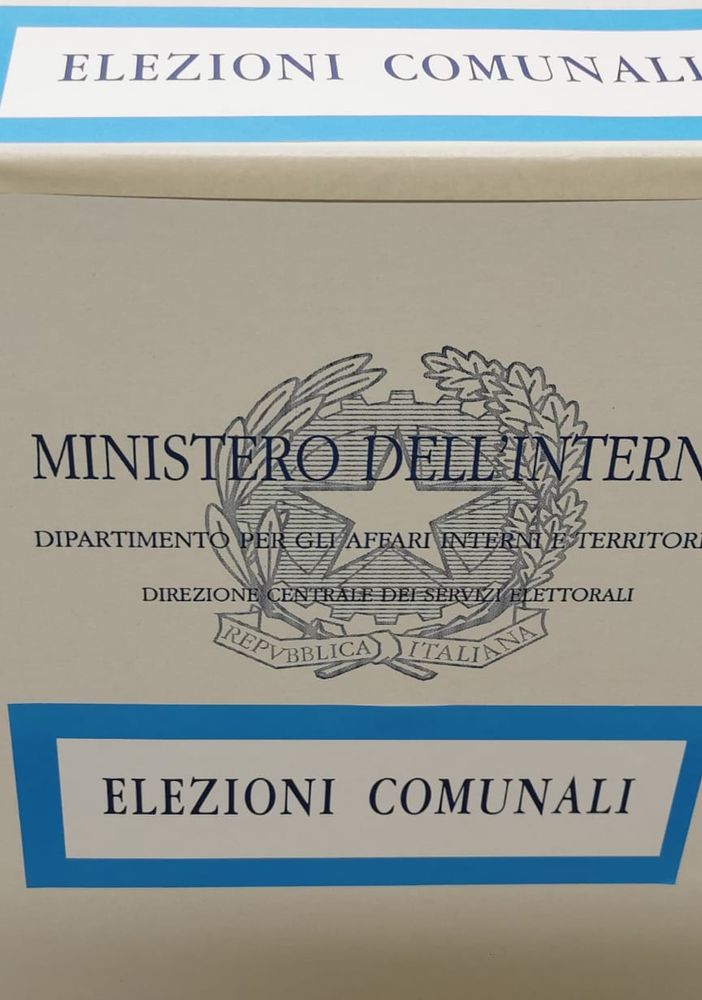 ELEZIONI COMUNALI
MINISTERO DELL'INTERN
DIPARTIMENTO PER GLI AFFARI INTERNI E TERRITORI
DIREZIONE CENTRALE DEI SERVIZI ELETTORALI
REPVBBLICA ITALIANA
ELEZIONI COMUNALI